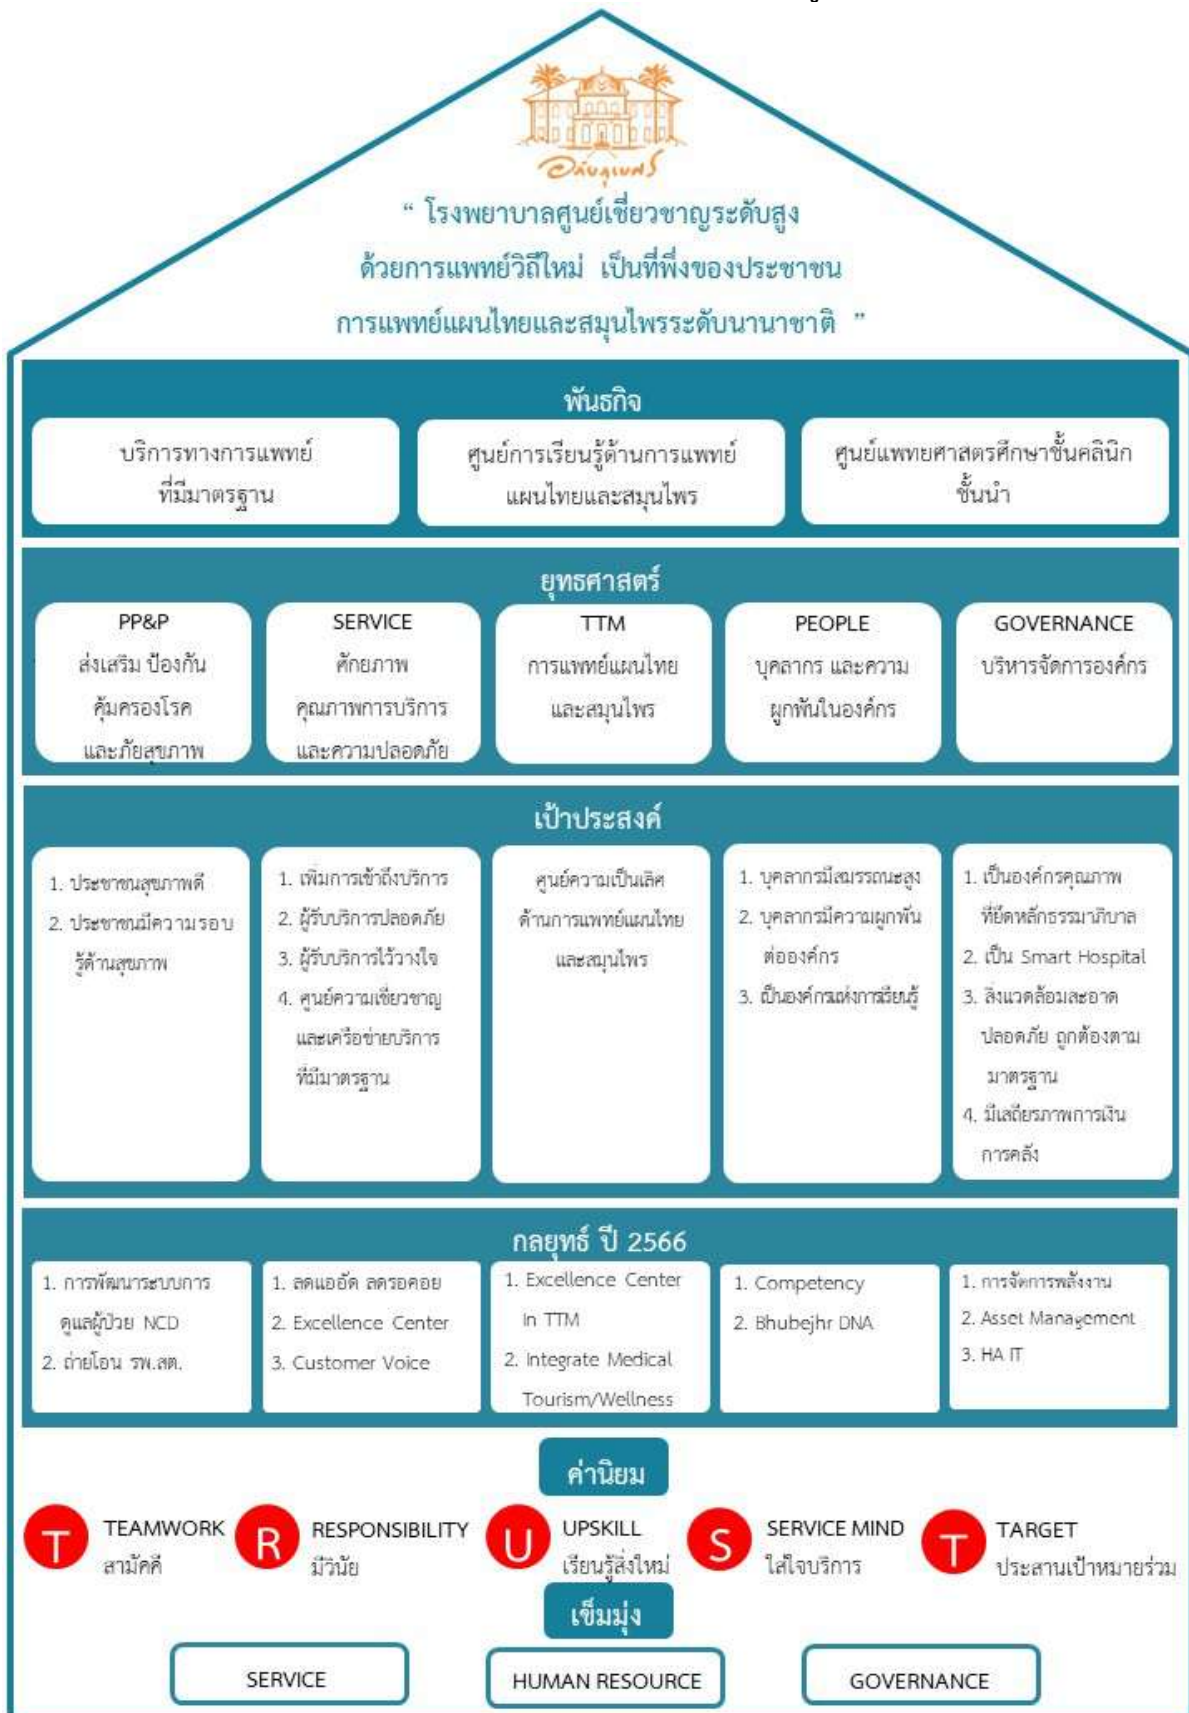 อภัยภูเบศร
“ โรงพยาบาลศูนย์เชี่ยวชาญระดับสูง
ด้วยการแพทย์วิถีใหม่ เป็นที่พึ่งของประชาชน
การแพทย์แผนไทยและสมุนไพรระดับนานาชาติ ”
พันธกิจ
บริการทางการแพทย์
ที่มีมาตรฐาน
ศูนย์การเรียนรู้ด้านการแพทย์
แผนไทยและสมุนไพร
ศูนย์แพทยศาสตรศึกษาชั้นคลินิก
ชั้นนำ
ยุทธศาสตร์
PP&P
ส่งเสริม ป้องกัน
คุ้มครองโรค
และภัยสุขภาพ
SERVICE
ศักยภาพ
คุณภาพการบริการ
และความปลอดภัย
TTM
การแพทย์แผนไทย
และสมุนไพร
PEOPLE
บุคลากร และความ
ผูกพันในองค์กร
GOVERNANCE
บริหารจัดการองค์กร
เป้าประสงค์
1. ประชาชนสุขภาพดี
2. ประชาชนมีความรอบ
รู้ด้านสุขภาพ
1. เพิ่มการเข้าถึงบริการ
2. ผู้รับบริการปลอดภัย
3. ผู้รับบริการไว้วางใจ
4. ศูนย์ความเชี่ยวชาญ
และเครือข่ายบริการ
ที่มีมาตรฐาน
ศูนย์ความเป็นเลิศ
ด้านการแพทย์แผนไทย
และสมุนไพร
1. บุคลากรมีสมรรถนะสูง
2. บุคลากรมีความผูกพัน
ต่อองค์กร
3. เป็นองค์กรแห่งการเรียนรู้
1. เป็นองค์กรคุณภาพ
ที่ยึดหลักธรรมาภิบาล
2. เป็น Smart Hospital
3. สิ่งแวดล้อมสะอาด
ปลอดภัย ถูกต้องตาม
มาตรฐาน
4. มีเสถียรภาพการเงิน
การคลัง
กลยุทธ์ ปี 2566
1. การพัฒนาระบบการ
ดูแลผู้ป่วย NCD
2. ถ่ายโอน รพ.สต.
1. ลดแออัด ลดรอคอย
2. Excellence Center
3. Customer Voice
1. Excellence Center
In TTM
2. Integrate Medical
Tourism/Wellness
1. Competency
2. Bhubejhr DNA
1. การจัดการพลังงาน
2. Asset Management
3. HA IT
ค่านิยม
T TEAMWORK
สามัคคี
R RESPONSIBILITY
มีวินัย
U UPSKILL
เรียนรู้สิ่งใหม่
S SERVICE MIND
ใส่ใจบริการ
T TARGET
ประสานเป้าหมายร่วม
เข็มมุ่ง
SERVICE
HUMAN RESOURCE
GOVERNANCE